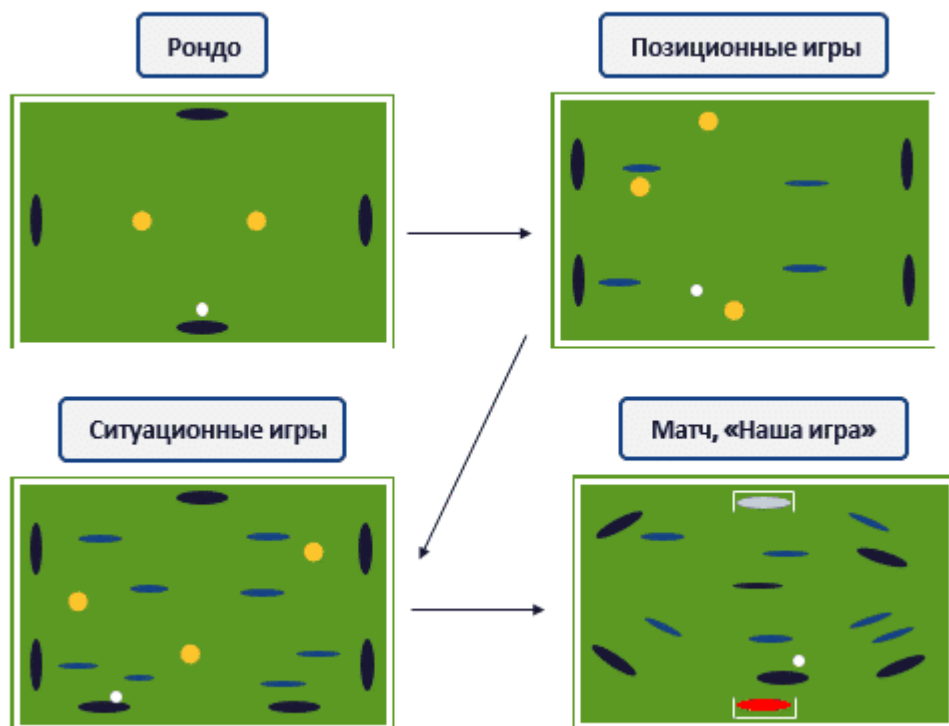 Рондо
Позиционные игры
Ситуационные игры
Матч, «Наша игра»